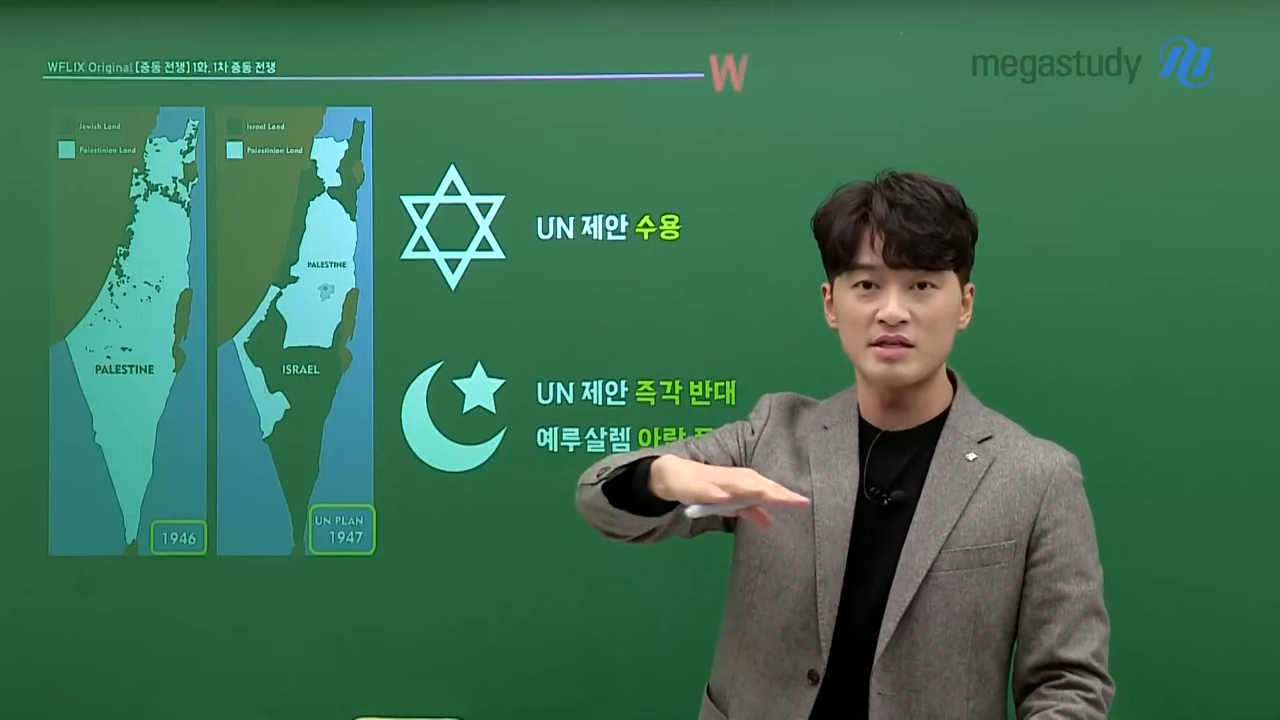 WFLIX Original [중동 전쟁] 1화. 1차 중동 전쟁
W
megastudy
Jewish Land
Palestinian Land
PALESTINE
1946
Israel Land
Palestinian Land
PALESTINE
ISRAEL
UN PLAN
1947
UN 제안 수용
UN 제안 즉각 반대
예루살렘 아랍